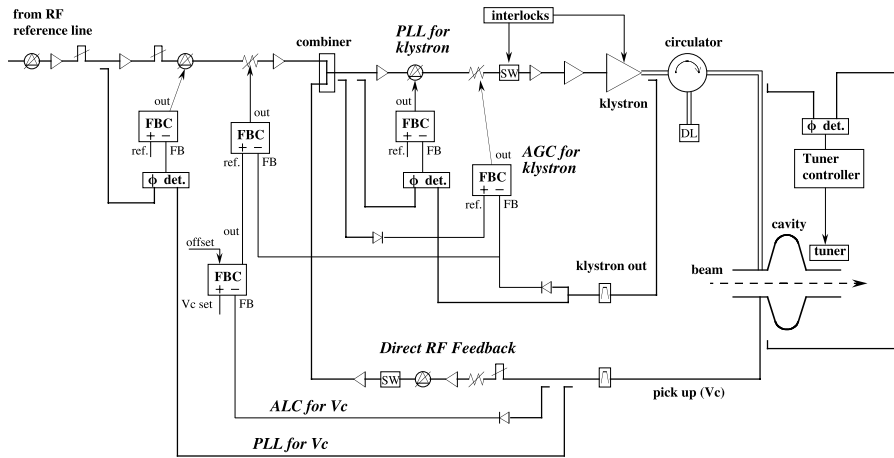 from RF
reference line
combiner
PLL for
klystron
interlocks
circulator
SW
klystron
DL
out
FBC
+ −
ref. FB
out
FBC
+ −
ref. FB
out
FBC
+ −
ref. FB
AGC for
klystron
out
FBC
+ −
ref. FB
ϕ det.
ϕ det.
ϕ det.
Tuner
controller
tuner
cavity
beam
out
offset
FBC
+ −
Vc set FB
klystron out
Direct RF Feedback
SW
pick up (Vc)
ALC for Vc
PLL for Vc